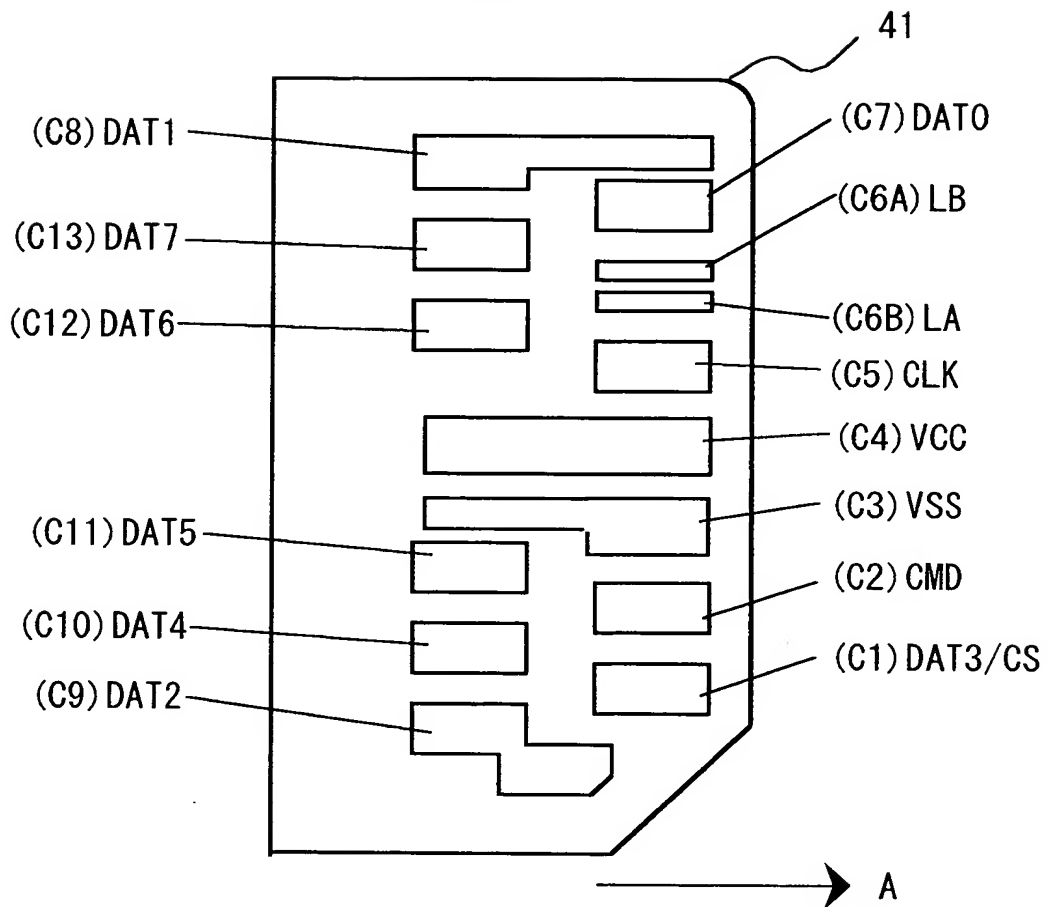 41
(C8)DAT1
(C7)DAT0
(C6A)LB
(C13)DAT7
(C6B)LA
(C12)DAT6
(C5)CLK
(C4)VCC
(C3)VSS
(C11)DAT5
(C2)CMD
(C10)DAT4
(C1)DAT3/CS
(C9)DAT2
A